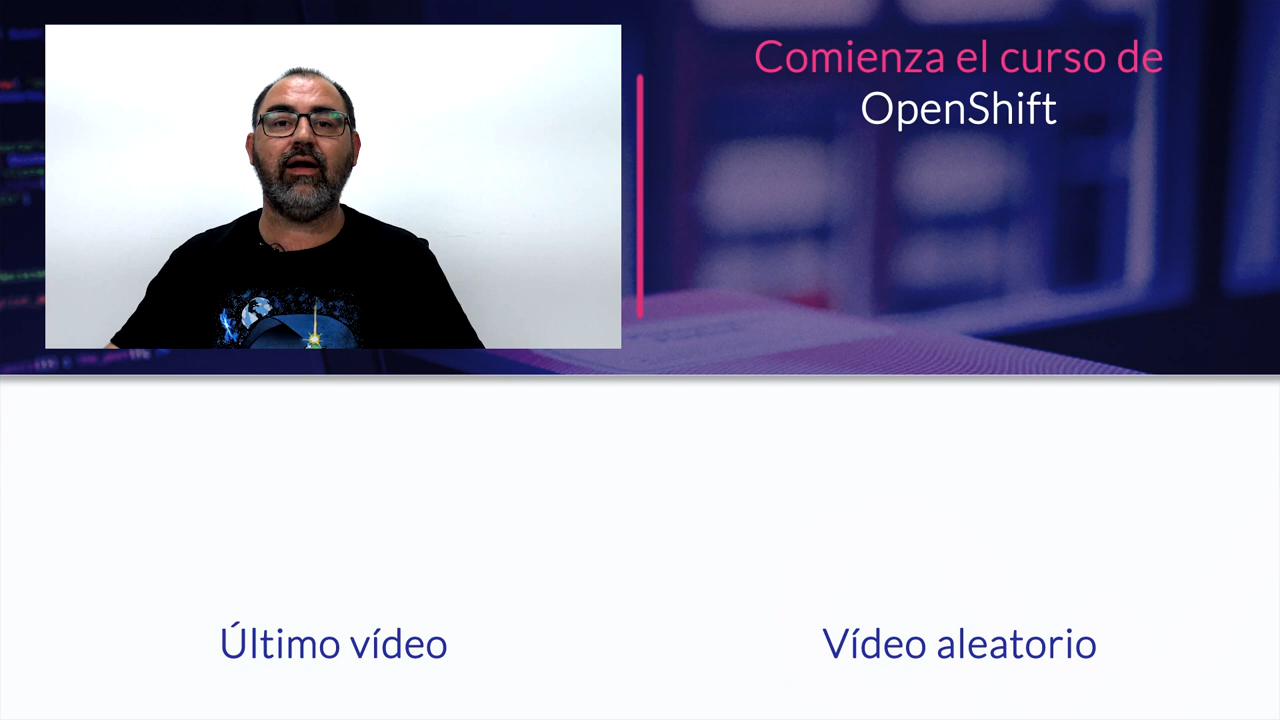 Comienza el curso de
OpenShift
Último vídeo
Vídeo aleatorio